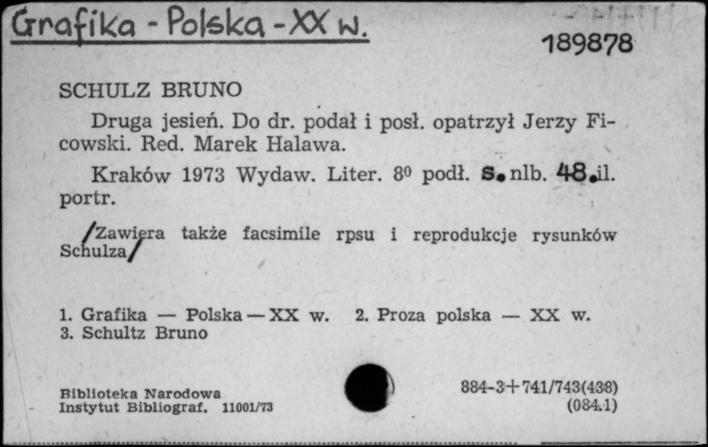 Grafika - Polska - XX w.
189878
SCHULZ BRUNO
Druga jesień. Do dr. podał i posł. opatrzył Jerzy Fi-
cowski. Red. Marek Halawa.
Kraków 1973 Wydaw. Liter. 8º podł. S. nlb. 48. il.
portr.
/Zawiera także facsimile rpsu i reprodukcje rysunków
Schulza/
1. Grafika — Polska — XX w. 2. Proza polska — XX w.
3. Schultz Bruno
Biblioteka Narodowa
Instytut Bibliograf. 11001/73
884-3+741/743(438)
(084.1)